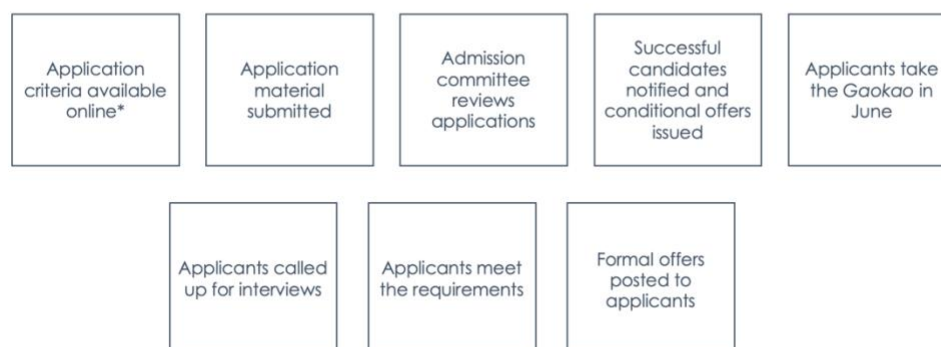 Application
criteria available
online*
Application
material
submitted
Admission
committee
reviews
applications
Successful
candidates
notified and
conditional offers
issued
Applicants take
the Gaokao in
June
Applicants called
up for interviews
Applicants meet
the requirements
Formal offers
posted to
applicants